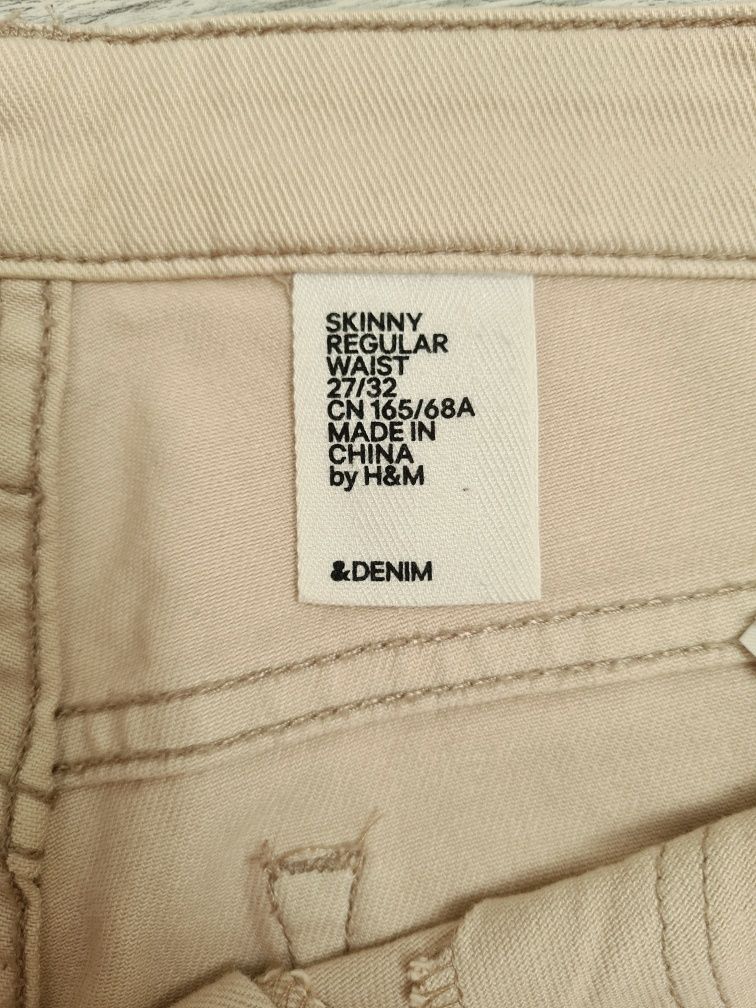 SKINNY
REGULAR
WAIST
27/32
CN 165/68A
MADE IN
CHINA
by H&M
&DENIM